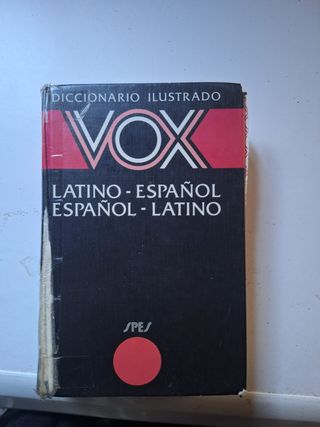 DICCIONARIO ILUSTRADO
VOX
LATINO - ESPAÑOL
ESPAÑOL - LATINO
SPES